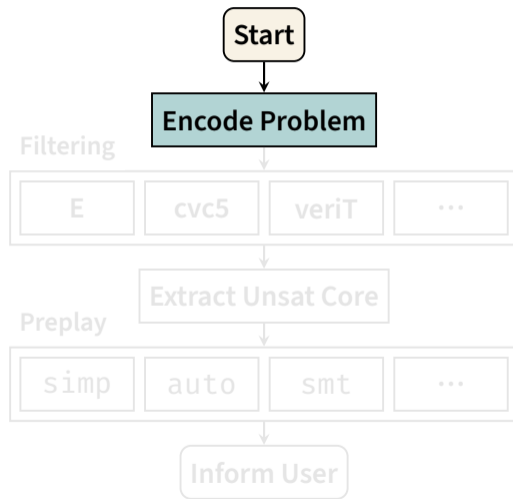 Start
Encode Problem
Filtering
E cvc5 veriT ...
Extract Unsat Core
Preplay
simp auto smt ...
Inform User